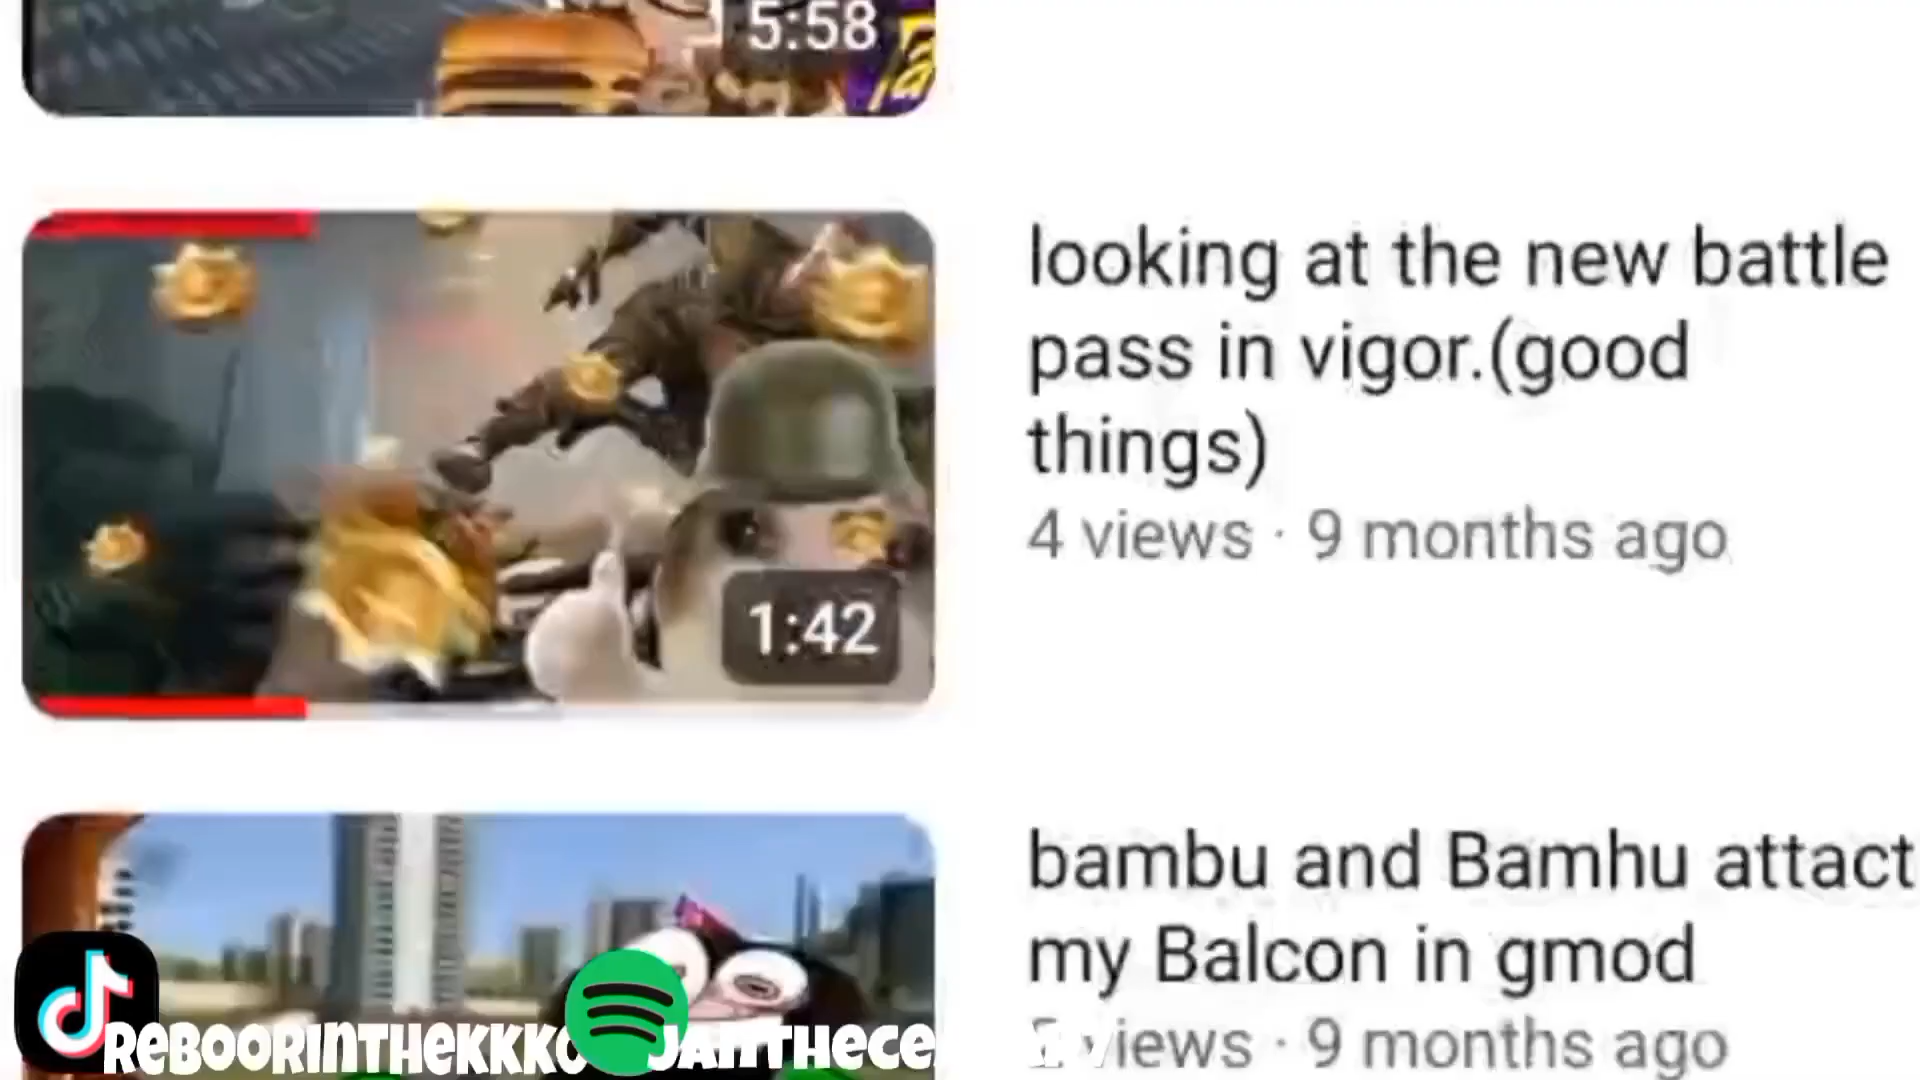 5:58
looking at the new battle
pass in vigor.(good
things)
4 views · 9 months ago
1:42
bambu and Bamhu attact
my Balcon in gmod
views · 9 months ago
REBOORINTHEKKKO